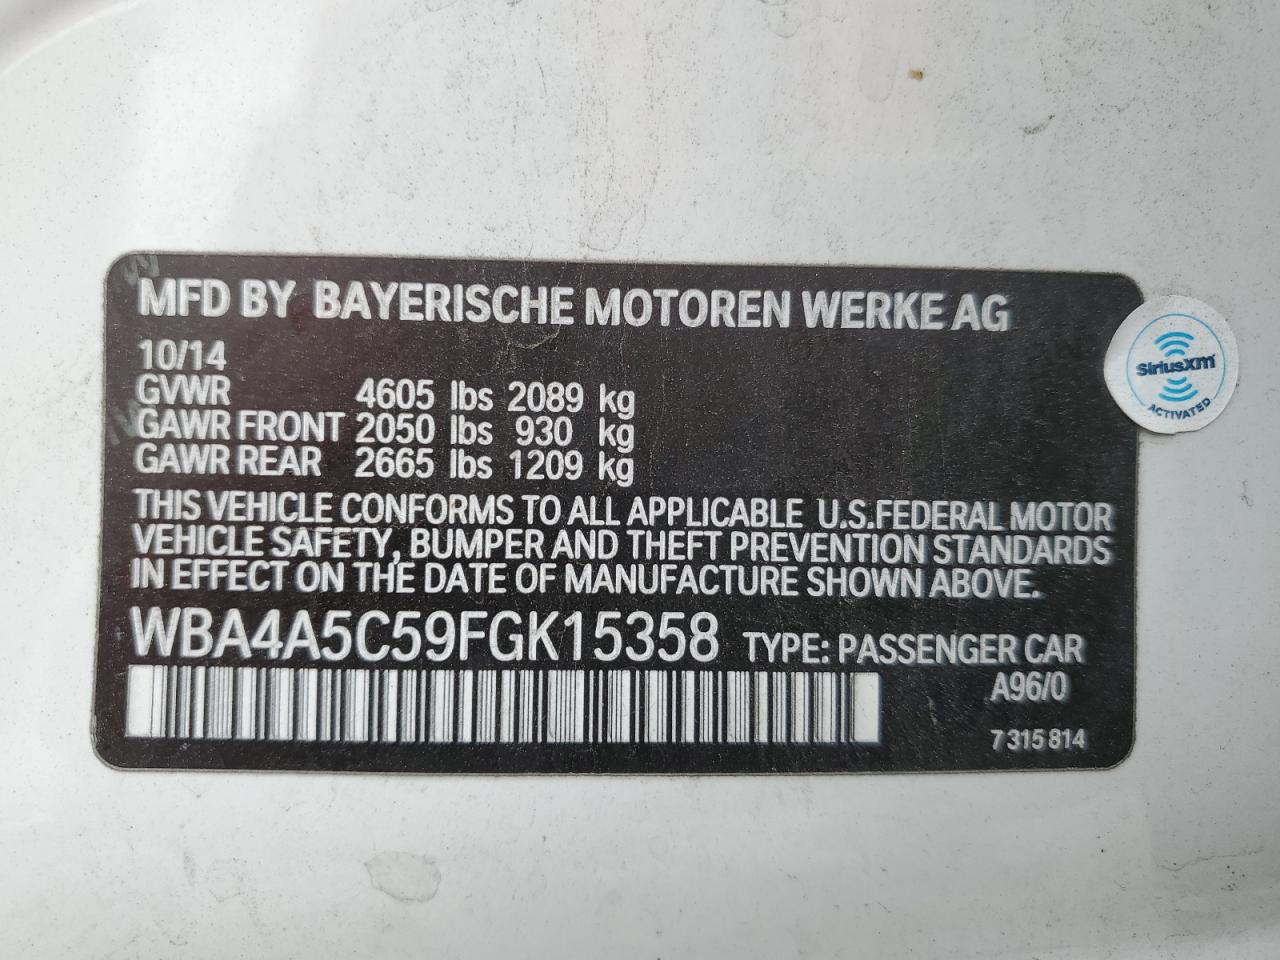 MFD BY BAYERISCHE MOTOREN WERKE AG
10/14
GVWR 4605 lbs 2089 kg
GAWR FRONT 2050 lbs 930 kg
GAWR REAR 2665 lbs 1209 kg
THIS VEHICLE CONFORMS TO ALL APPLICABLE U.S.FEDERAL MOTOR
VEHICLE SAFETY, BUMPER AND THEFT PREVENTION STANDARDS
IN EFFECT ON THE DATE OF MANUFACTURE SHOWN ABOVE.
WBA4A5C59FGK15358 TYPE: PASSENGER CAR
A96/0
7 315 814
SiriusXm
ACTIVATED